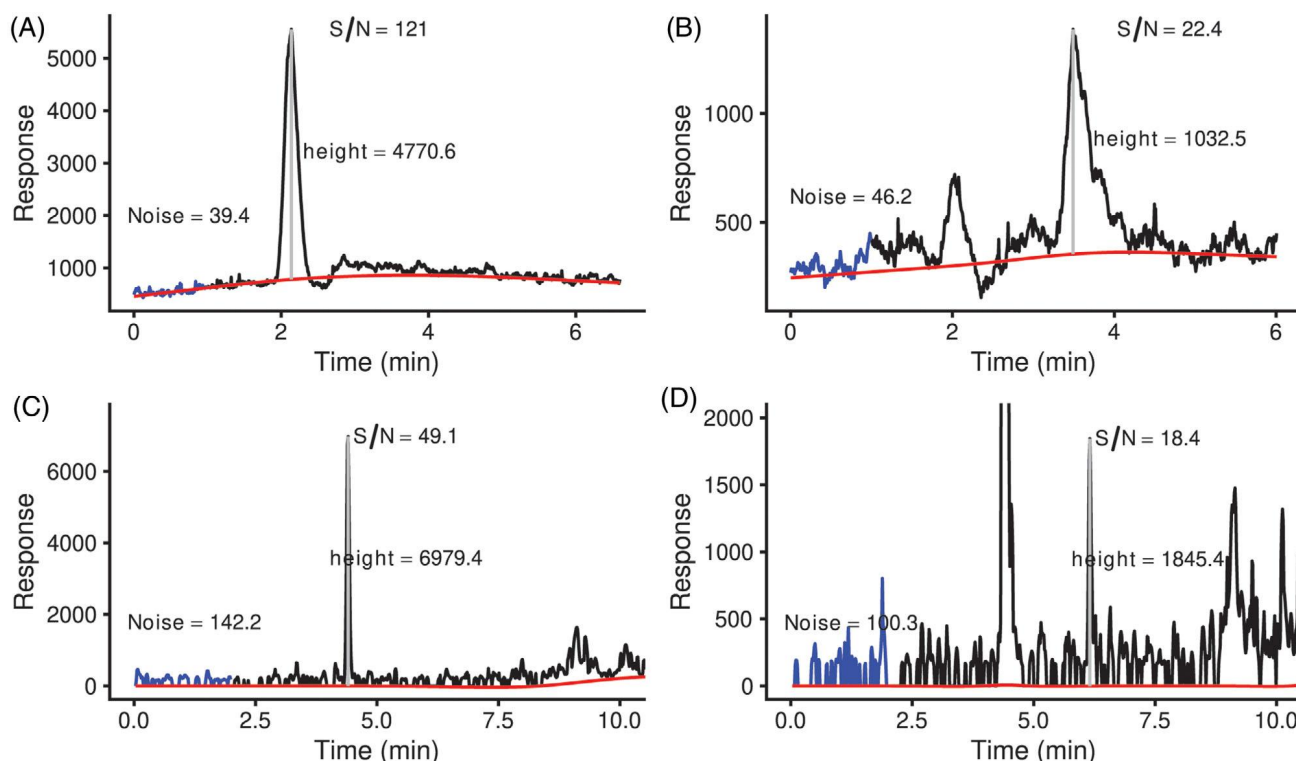 (A)
S/N = 121
5000
4000
3000
2000
1000
Response
height = 4770.6
Noise = 39.4
0 2 4 6
Time (min)
(B)
S/N = 22.4
1000
500
Response
height = 1032.5
Noise = 46.2
0 2 4 6
Time (min)
(C)
S/N = 49.1
6000
4000
2000
0
Response
height = 6979.4
Noise = 142.2
0.0 2.5 5.0 7.5 10.0
Time (min)
(D)
2000
1500
1000
500
0
Response
S/N = 18.4
height = 1845.4
Noise = 100.3
0.0 2.5 5.0 7.5 10.0
Time (min)